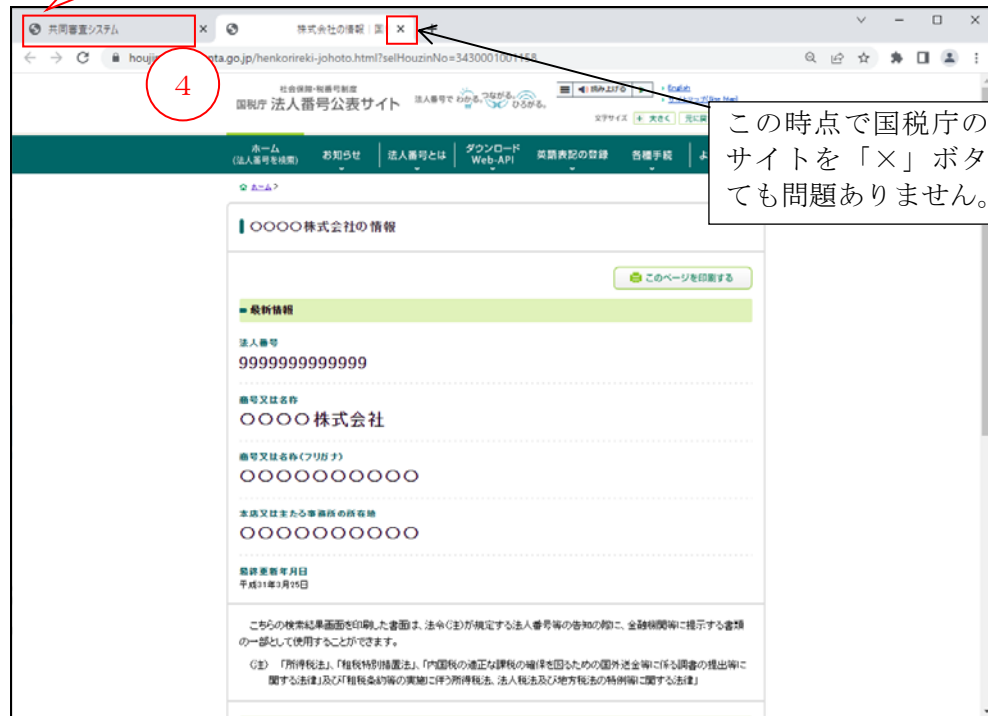 共同審査システム
株式会社の情報｜国
houji
ta.go.jp/henkorireki-johoto.html?selHouzinNo=3430001001158
4
社会保障・税番号制度
国税庁 法人番号公表サイト
法人番号で わかる。つながる。ひろがる。
読み上げる
English
文字サイズ
+ 大きく
元に戻
この時点で国税庁の
サイトを「×」ボタ
ても問題ありません。
ホーム
(法人番号を検索)
お知らせ
法人番号とは
ダウンロード
Web-API
英語表記の登録
各種手続
よ
ホーム>
〇〇〇〇株式会社の情報
このページを印刷する
最新情報
法人番号
9999999999999
商号又は名称
〇〇〇〇株式会社
商号又は名称(フリガナ)
〇〇〇〇〇〇〇〇〇〇
本店又は主たる事務所の所在地
〇〇〇〇〇〇〇〇〇〇
最終更新年月日
平成31年3月25日
こちらの検索結果画面を印刷した書面は、法令(注)が規定する法人番号等の告知の際に、金融機関等に提示する書類
の一部として使用することができます。
(注) 「所得税法」、「租税特別措置法」、「内国税の適正な課税の確保を図るための国外送金等に係る調書の提出等に
関する法律」及び「租税条約等の実施に伴う所得税法、法人税法及び地方税法の特例等に関する法律」